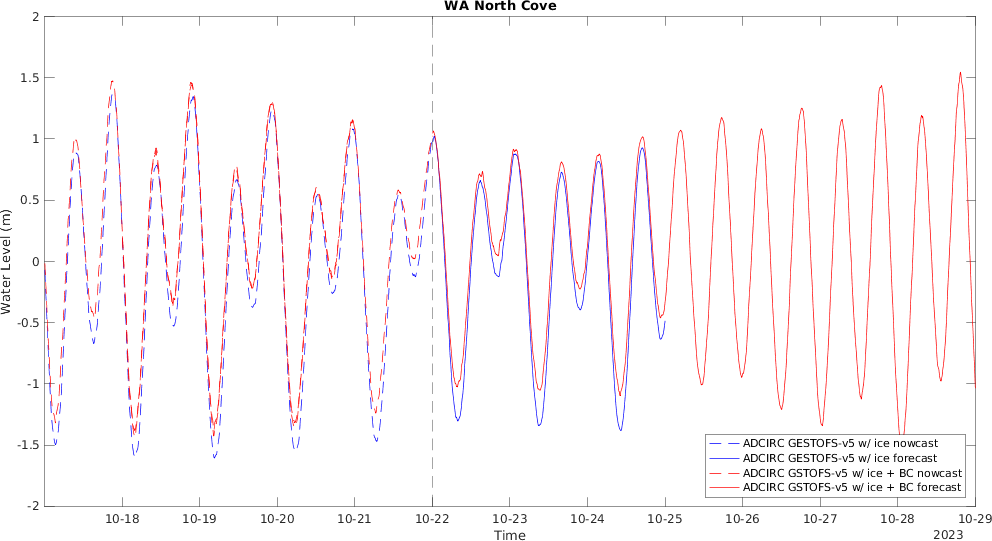 WA North Cove
2
1.5
1
0.5
0
-0.5
-1
-1.5
-2
Water Level (m)
10-18 10-19 10-20 10-21 10-22 10-23 10-24 10-25 10-26 10-27 10-28 10-29
Time
2023
ADCIRC GESTOFS-v5 w/ ice nowcast
ADCIRC GESTOFS-v5 w/ ice forecast
ADCIRC GSTOFS-v5 w/ ice + BC nowcast
ADCIRC GSTOFS-v5 w/ ice + BC forecast